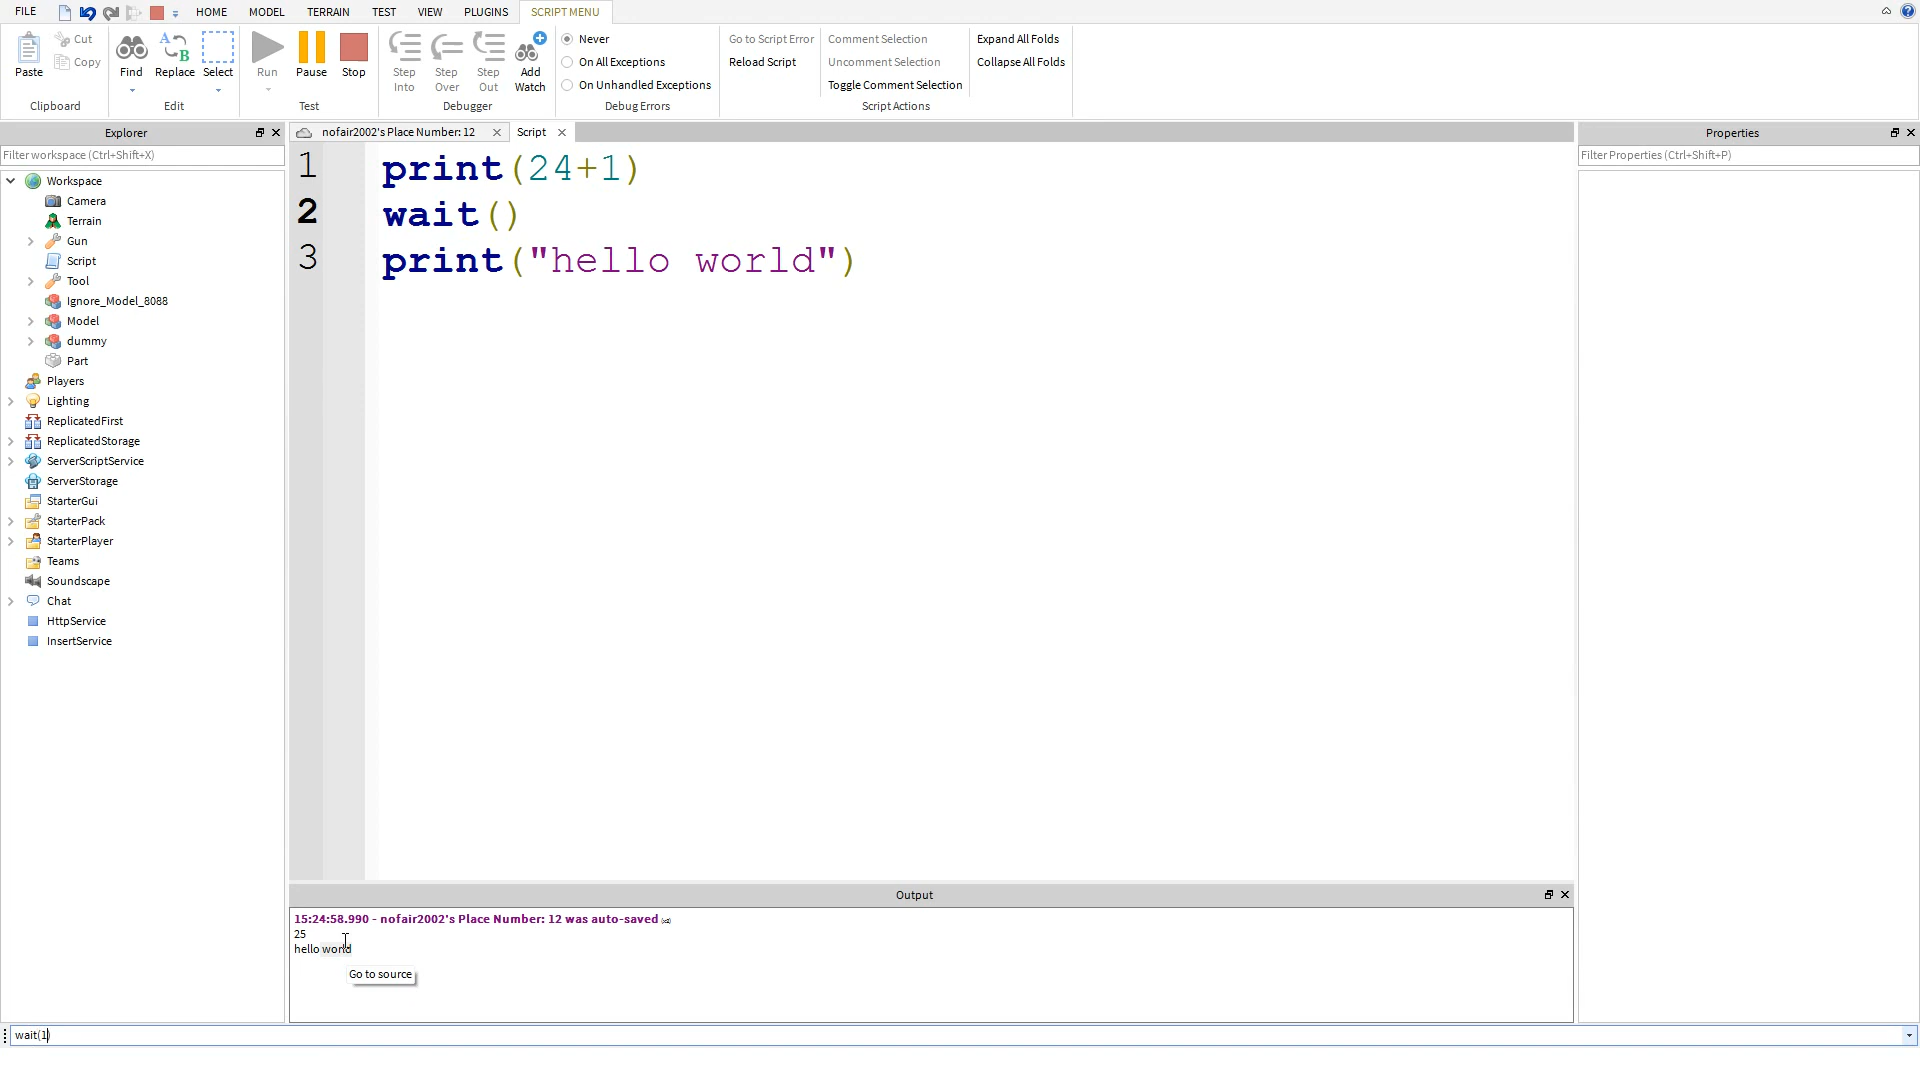 FILE HOME MODEL TERRAIN TEST VIEW PLUGINS SCRIPT MENU
Paste
Cut
Copy
Clipboard
Find
Replace
Select
Edit
Run
Pause
Stop
Test
Step Into
Step Over
Step Out
Add Watch
Debugger
Never
On All Exceptions
On Unhandled Exceptions
Debug Errors
Go to Script Error
Reload Script
Comment Selection
Uncomment Selection
Toggle Comment Selection
Script Actions
Expand All Folds
Collapse All Folds
Explorer
Filter workspace (Ctrl+Shift+X)
Workspace
Camera
Terrain
Gun
Script
Tool
Ignore_Model_8088
Model
dummy
Part
Players
Lighting
ReplicatedFirst
ReplicatedStorage
ServerScriptService
ServerStorage
StarterGui
StarterPack
StarterPlayer
Teams
Soundscape
Chat
HttpService
InsertService
nofair2002's Place Number: 12
Script
1 print(24+1)
2 wait()
3 print("hello world")
Output
15:24:58.990 - nofair2002's Place Number: 12 was auto-saved
25
hello world
Go to source
wait(1)
Properties
Filter Properties (Ctrl+Shift+P)